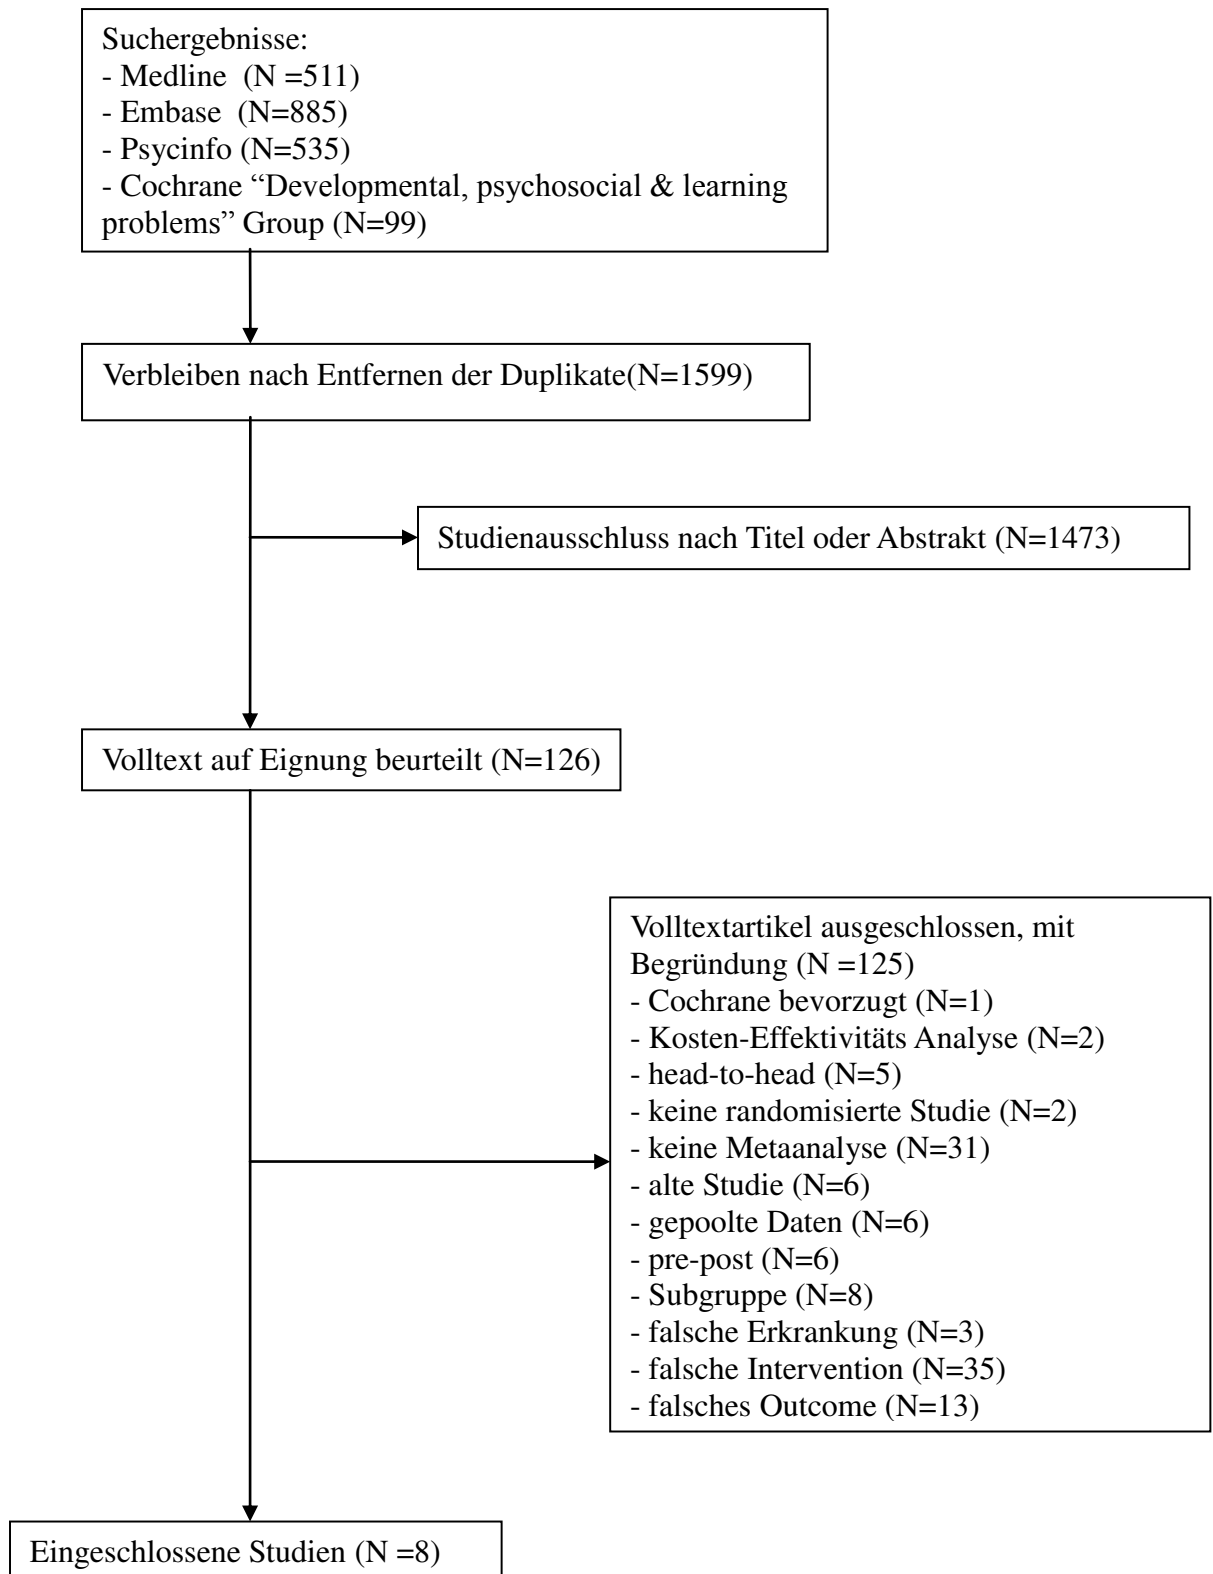 Suchergebnisse:
- Medline  (N =511)
- Embase  (N=885)
- Psycinfo (N=535)
- Cochrane “Developmental, psychosocial & learning
problems” Group (N=99)
Verbleiben nach Entfernen der Duplikate(N=1599)
Studienausschluss nach Titel oder Abstrakt (N=1473)
Volltext auf Eignung beurteilt (N=126)
Volltextartikel ausgeschlossen, mit
Begründung (N =125)
- Cochrane bevorzugt (N=1)
- Kosten-Effektivitäts Analyse (N=2)
- head-to-head (N=5)
- keine randomisierte Studie (N=2)
- keine Metaanalyse (N=31)
- alte Studie (N=6)
- gepoolte Daten (N=6)
- pre-post (N=6)
- Subgruppe (N=8)
- falsche Erkrankung (N=3)
- falsche Intervention (N=35)
- falsches Outcome (N=13)
Eingeschlossene Studien (N =8)